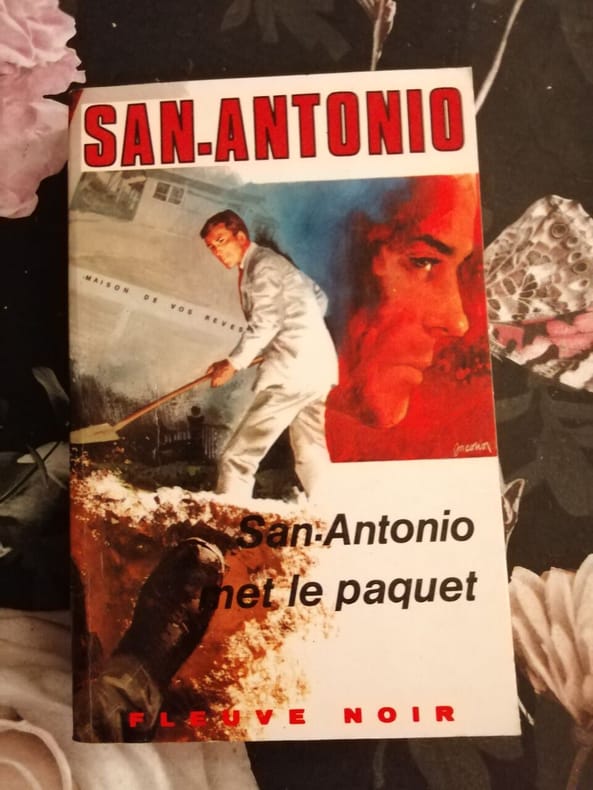 SAN-ANTONIO
MAISON DE VOS REVES
San-Antonio
met le paquet
FLEUVE NOIR